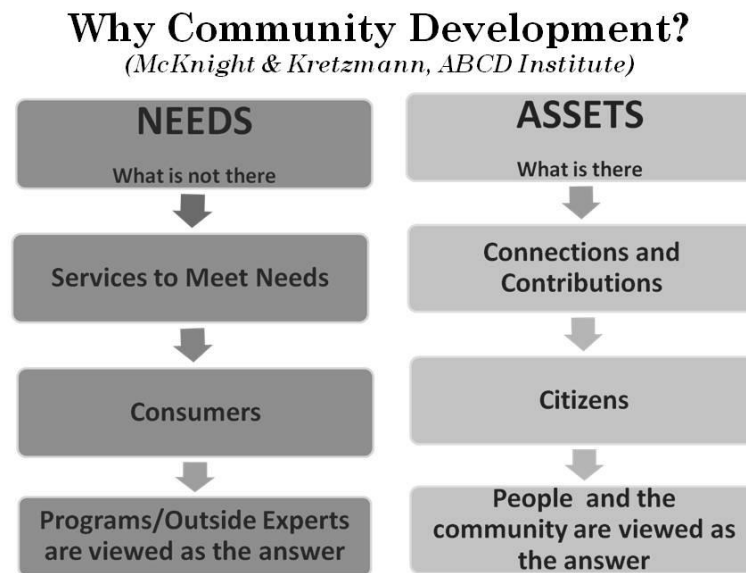 Why Community Development?
(McKnight & Kretzmann, ABCD Institute)
NEEDS
What is not there
Services to Meet Needs
Consumers
Programs/Outside Experts
are viewed as the answer
ASSETS
What is there
Connections and
Contributions
Citizens
People and the
community are viewed as
the answer